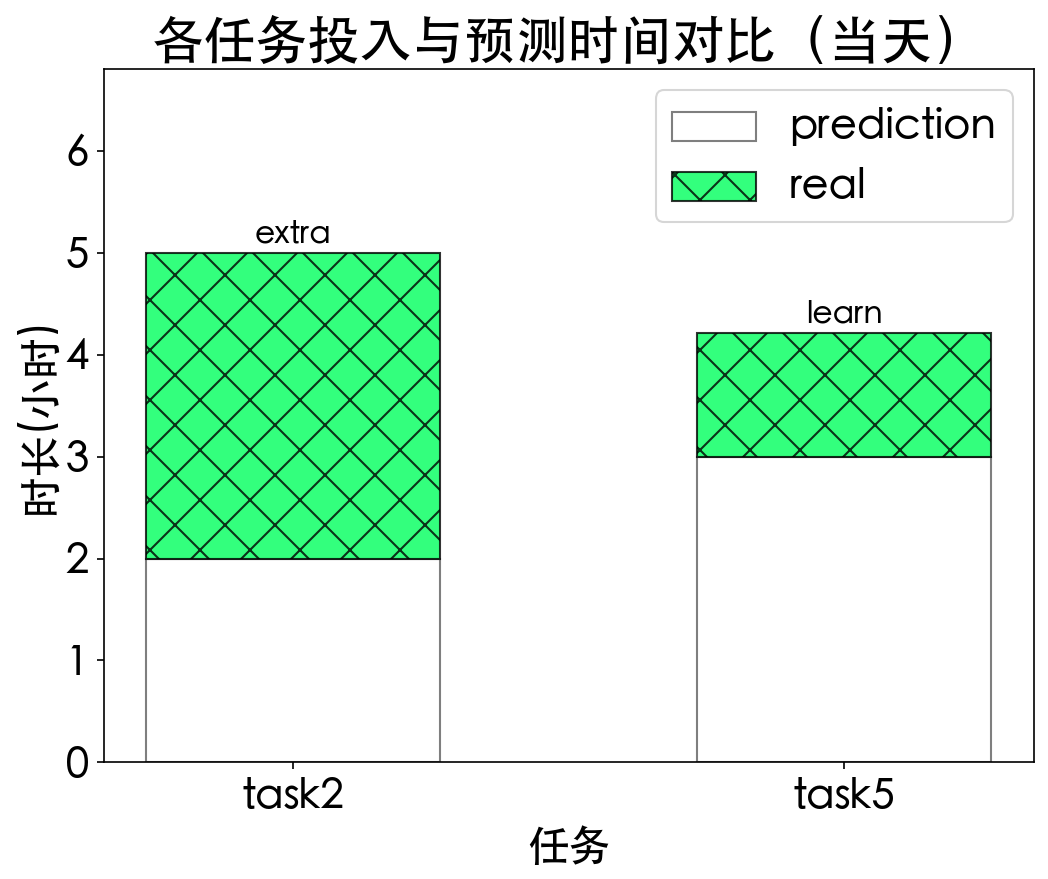 各任务投入与预测时间对比（当天）
prediction
real
extra
learn
时长(小时)
6
5
4
3
2
1
0
task2
task5
任务